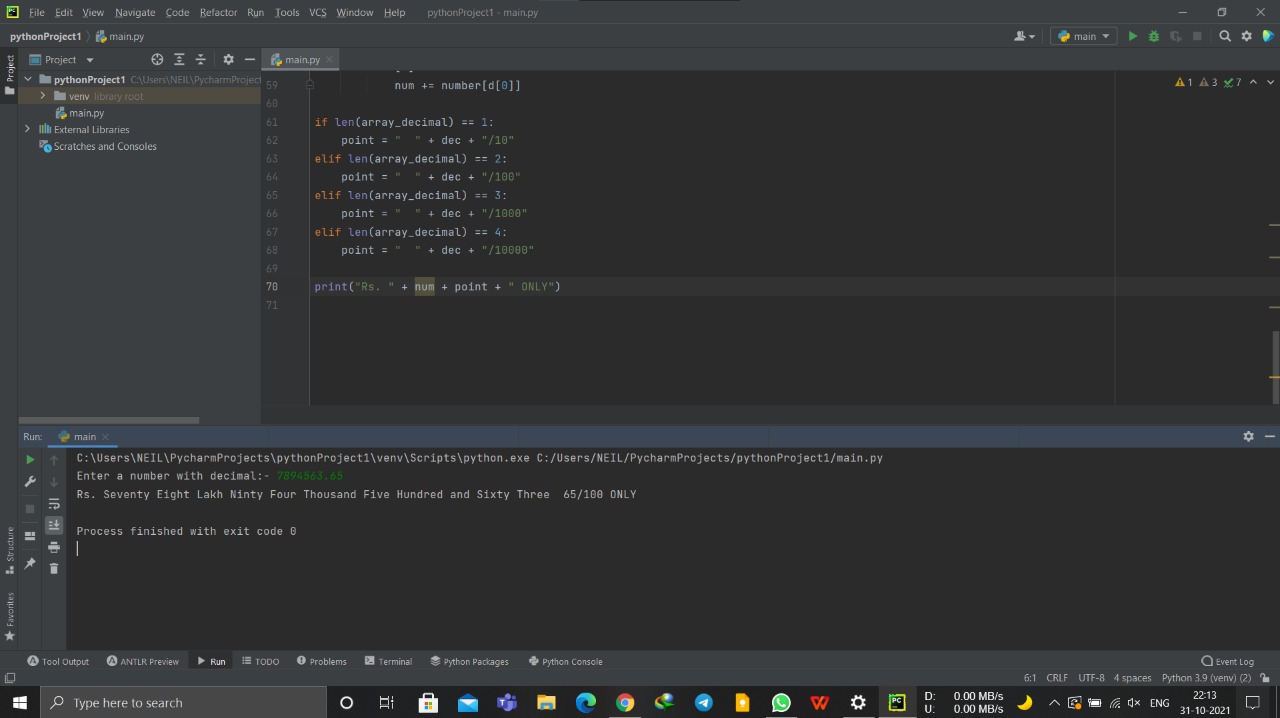 File Edit View Navigate Code Refactor Run Tools VCS Window Help pythonProject1 - main.py
pythonProject1 main.py main
Project main.py
pythonProject1 C:\Users\NEIL\PycharmProject
venv library root
main.py
External Libraries
Scratches and Consoles
Project
1 3 7
59 num += number[d[0]]
60
61 if len(array_decimal) == 1:
62 point = "  " + dec + "/10"
63 elif len(array_decimal) == 2:
64 point = "  " + dec + "/100"
65 elif len(array_decimal) == 3:
66 point = "  " + dec + "/1000"
67 elif len(array_decimal) == 4:
68 point = "  " + dec + "/10000"
69
70 print("Rs. " + num + point + " ONLY")
71
Run: main
C:\Users\NEIL\PycharmProjects\pythonProject1\venv\Scripts\python.exe C:/Users/NEIL/PycharmProjects/pythonProject1/main.py
Enter a number with decimal:- 7894563.65
Rs. Seventy Eight Lakh Ninty Four Thousand Five Hundred and Sixty Three  65/100 ONLY
Process finished with exit code 0
Structure
Favorites
Tool Output ANTLR Preview Run TODO Problems Terminal Python Packages Python Console Event Log
6:1 CRLF UTF-8 4 spaces Python 3.9 (venv) (2)
Type here to search
PC
D: 0.00 MB/s
U: 0.00 MB/s
ENG
22:13
31-10-2021